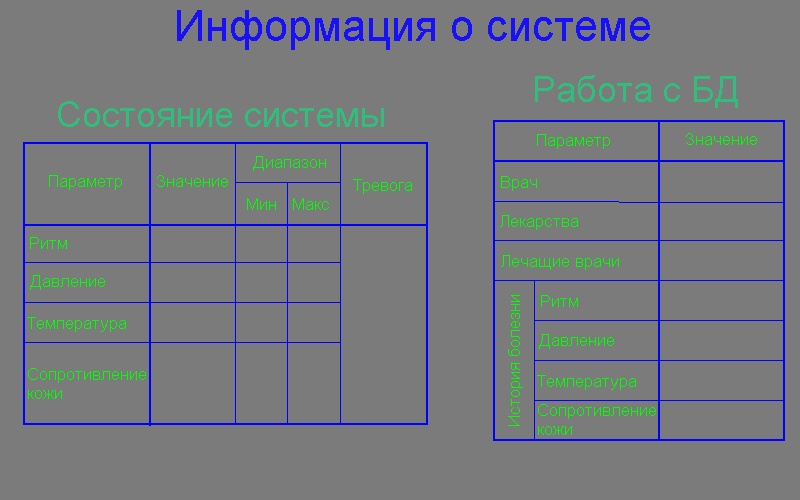 Информация о системе
Состояние системы
Параметр
Значение
Диапазон
Мин
Макс
Тревога
Ритм
Давление
Температура
Сопротивление
кожи
Работа с БД
Параметр
Значение
Врач
Лекарства
Лечащие врачи
История болезни
Ритм
Давление
Температура
Сопротивление
кожи